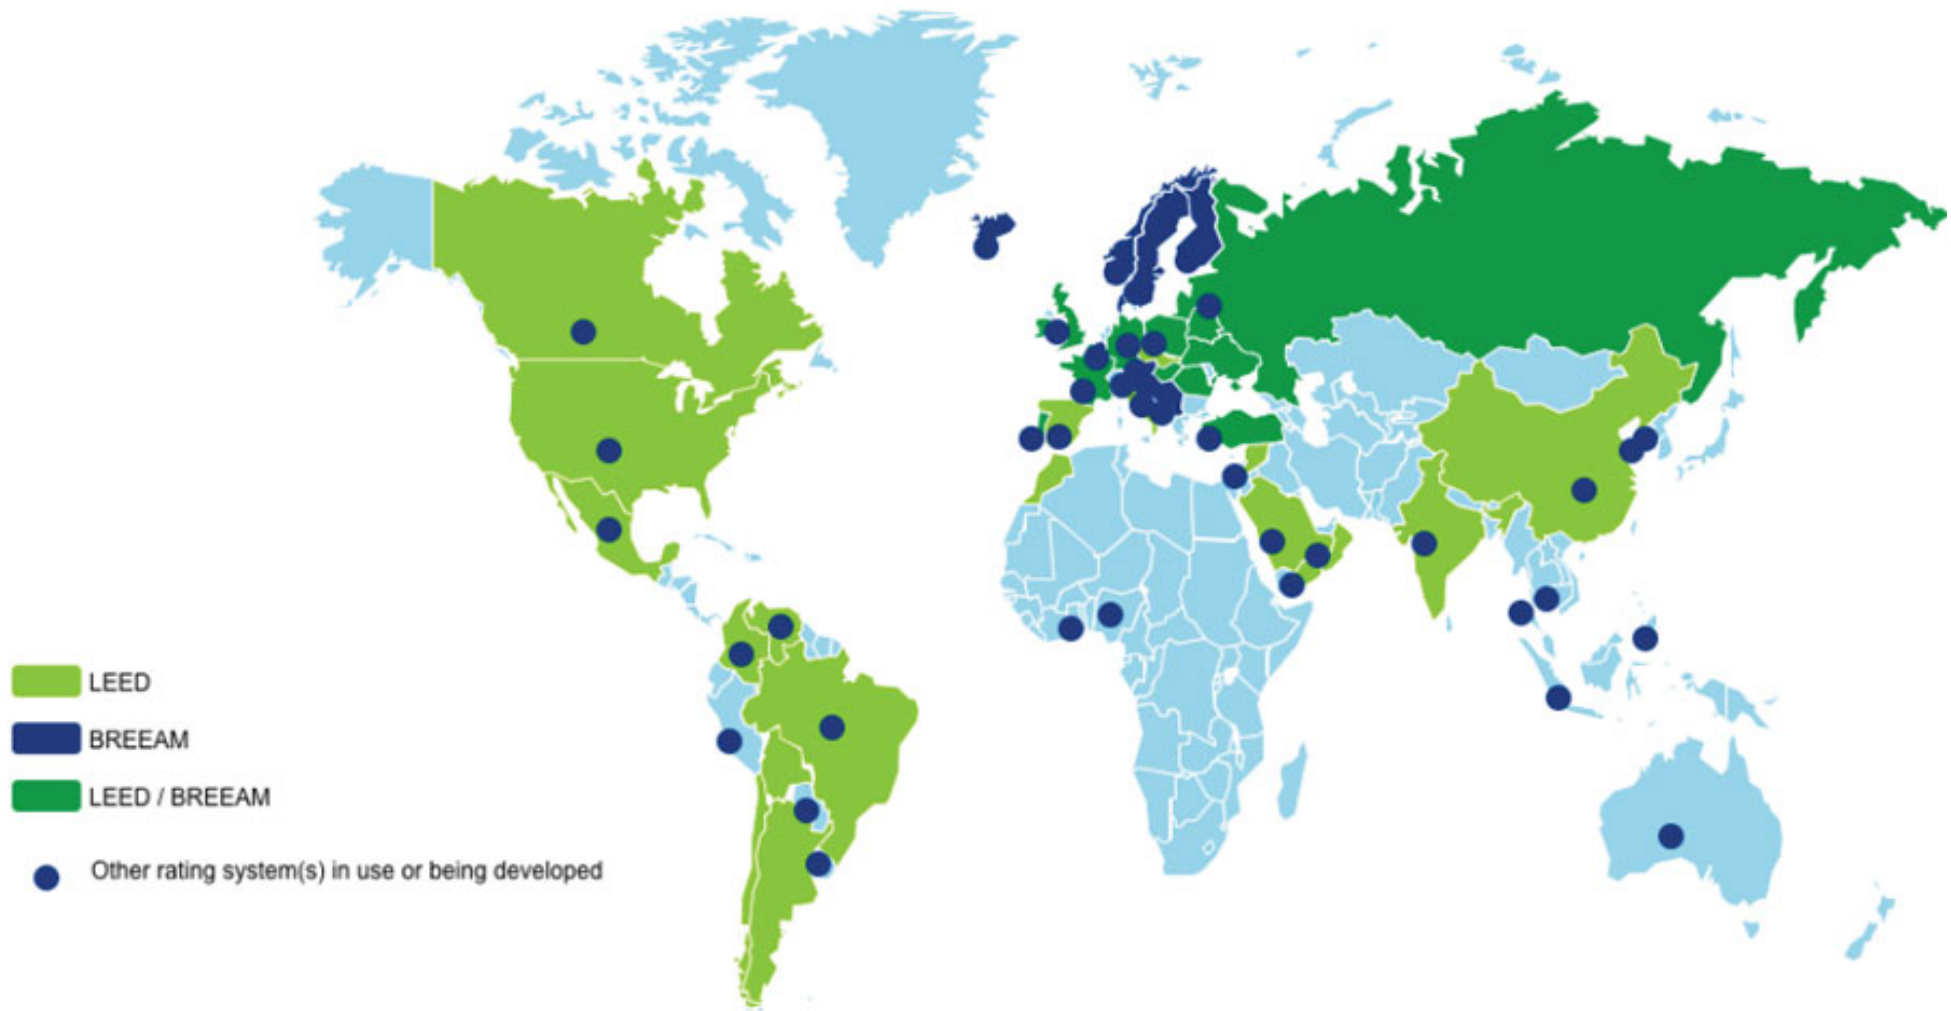 LEED
BREEAM
LEED / BREEAM
Other rating system(s) in use or being developed